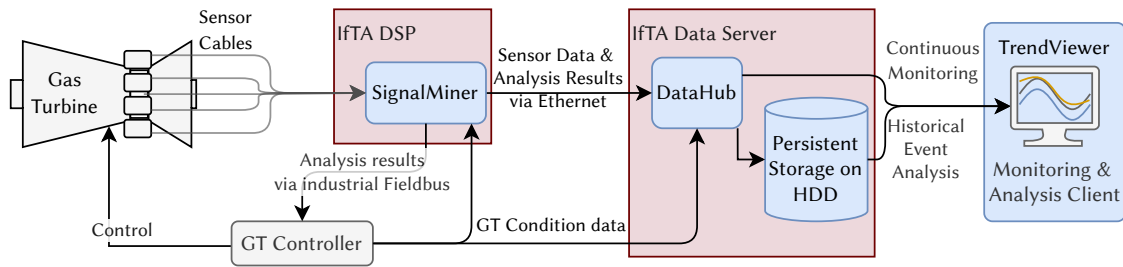 Sensor
Cables
Gas
Turbine
IfTA DSP
SignalMiner
Sensor Data &
Analysis Results
via Ethernet
IfTA Data Server
DataHub
Persistent
Storage on
HDD
Continuous
Monitoring
Historical
Event
Analysis
TrendViewer
Monitoring &
Analysis Client
Analysis results
via industrial Fieldbus
Control
GT Controller
GT Condition data